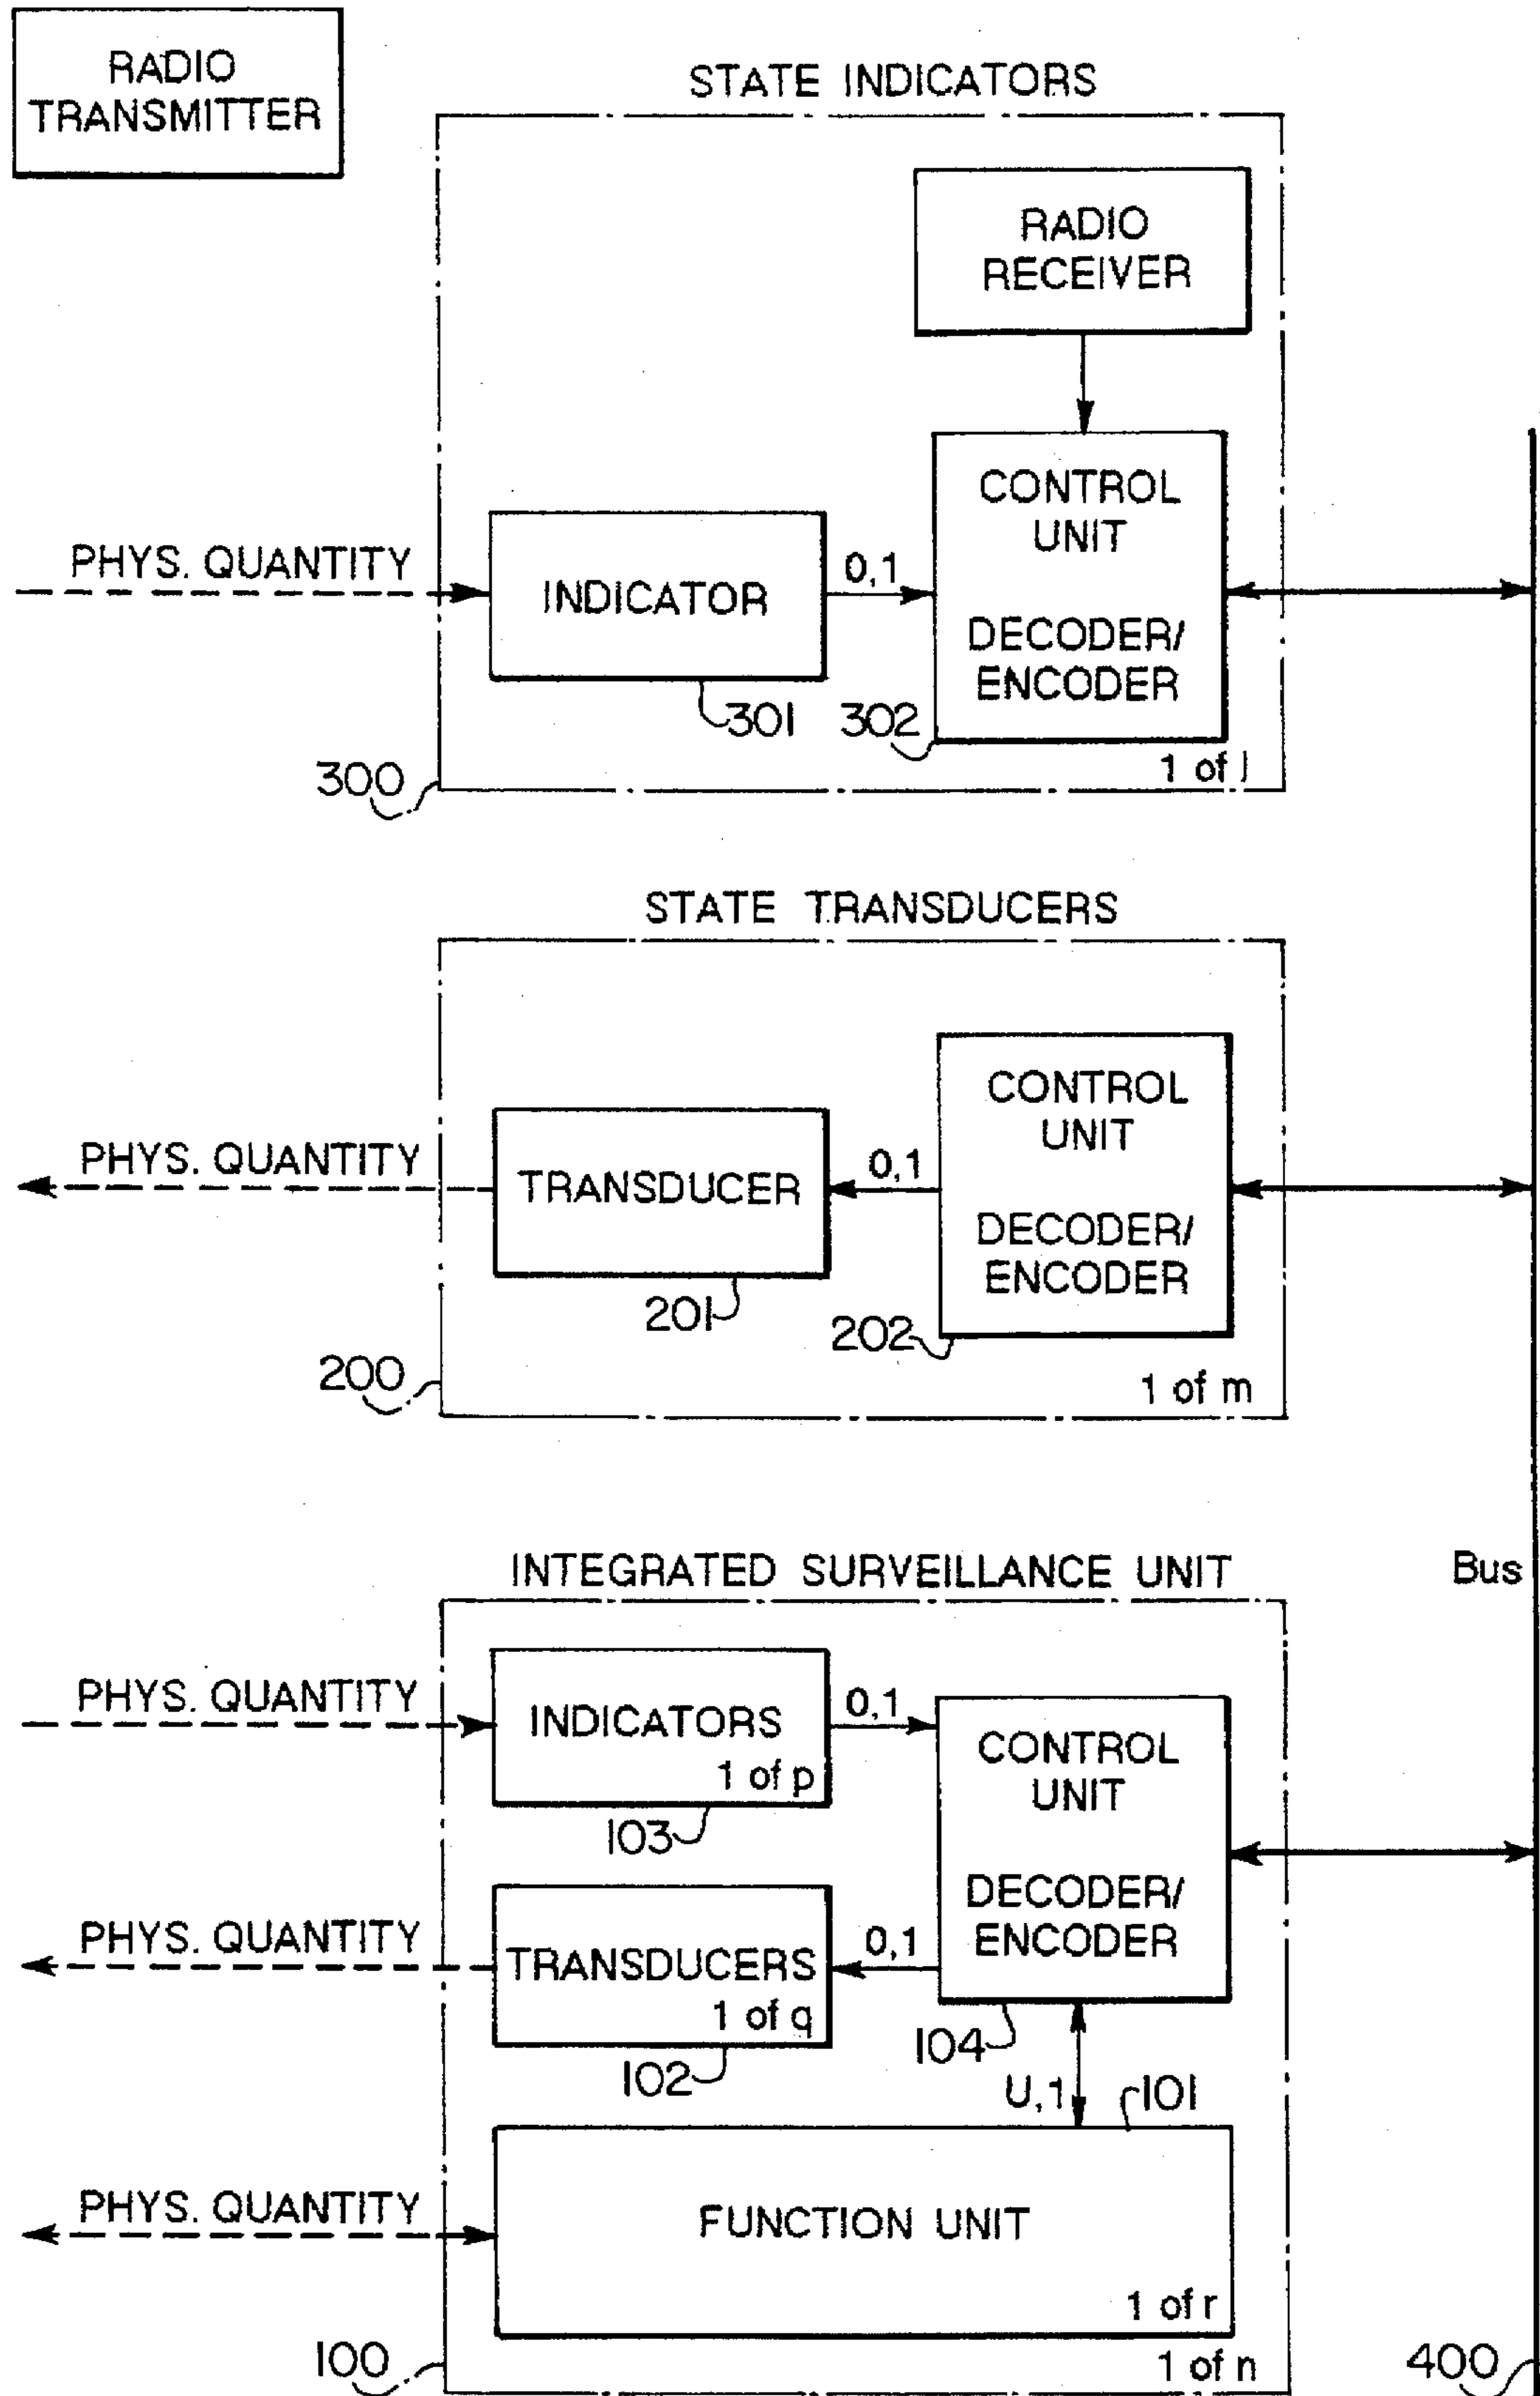 RADIO
TRANSMITTER
STATE INDICATORS
RADIO
RECEIVER
CONTROL
UNIT
DECODER/
ENCODER
PHYS. QUANTITY
INDICATOR
0,1
301
302
1 of l
300
STATE TRANSDUCERS
CONTROL
UNIT
DECODER/
ENCODER
PHYS. QUANTITY
TRANSDUCER
0,1
201
202
1 of m
200
INTEGRATED SURVEILLANCE UNIT
Bus
PHYS. QUANTITY
INDICATORS
1 of p
0,1
103
CONTROL
UNIT
DECODER/
ENCODER
PHYS. QUANTITY
TRANSDUCERS
1 of q
0,1
102
104
U,1
101
PHYS. QUANTITY
FUNCTION UNIT
1 of r
1 of n
100
400